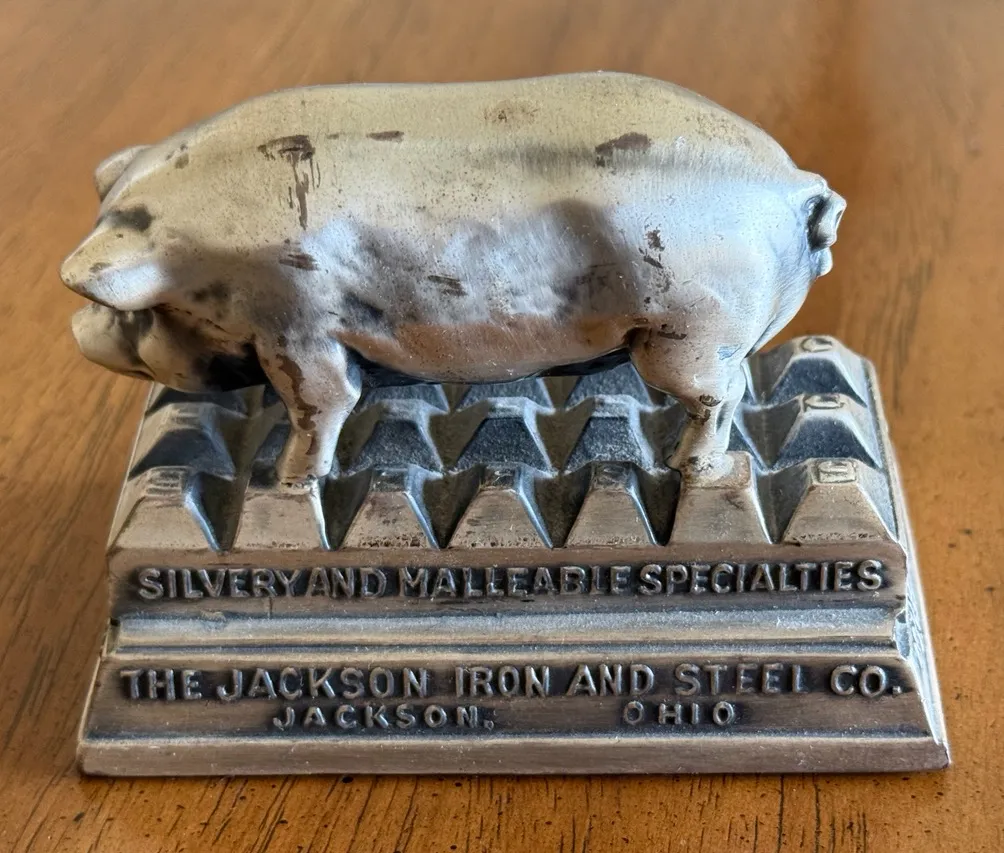 SILVERY AND MALLEABLE SPECIALTIES
THE JACKSON IRON AND STEEL CO.
JACKSON, OHIO